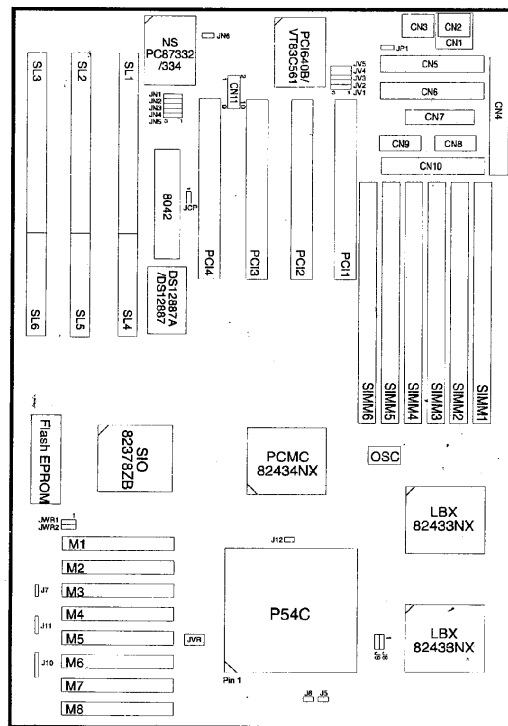 NS
PC87332
/334
JN6
PCI640B/
VT83C561
CN3
CN2
CN1
JP1
CN5
CN6
CN7
CN9
CN8
CN10
CN4
JV5
JV4
JV3
JV2
JV1
CN11
JN1
JN2
JN3
JN4
JN5
SL3
SL2
SL1
8042
JCP
PCI4
PCI3
PCI2
PCI1
DS12887A
/DS12887
SL6
SL5
SL4
SIMM6
SIMM5
SIMM4
SIMM3
SIMM2
SIMM1
Flash EPROM
SIO
82378ZB
PCMC
82434NX
OSC
LBX
82433NX
JWR1
JWR2
1
J12
M1
M2
M3
M4
M5
M6
M7
M8
J7
J11
J10
JVR
P54C
Pin 1
LBX
82433NX
J8
J5